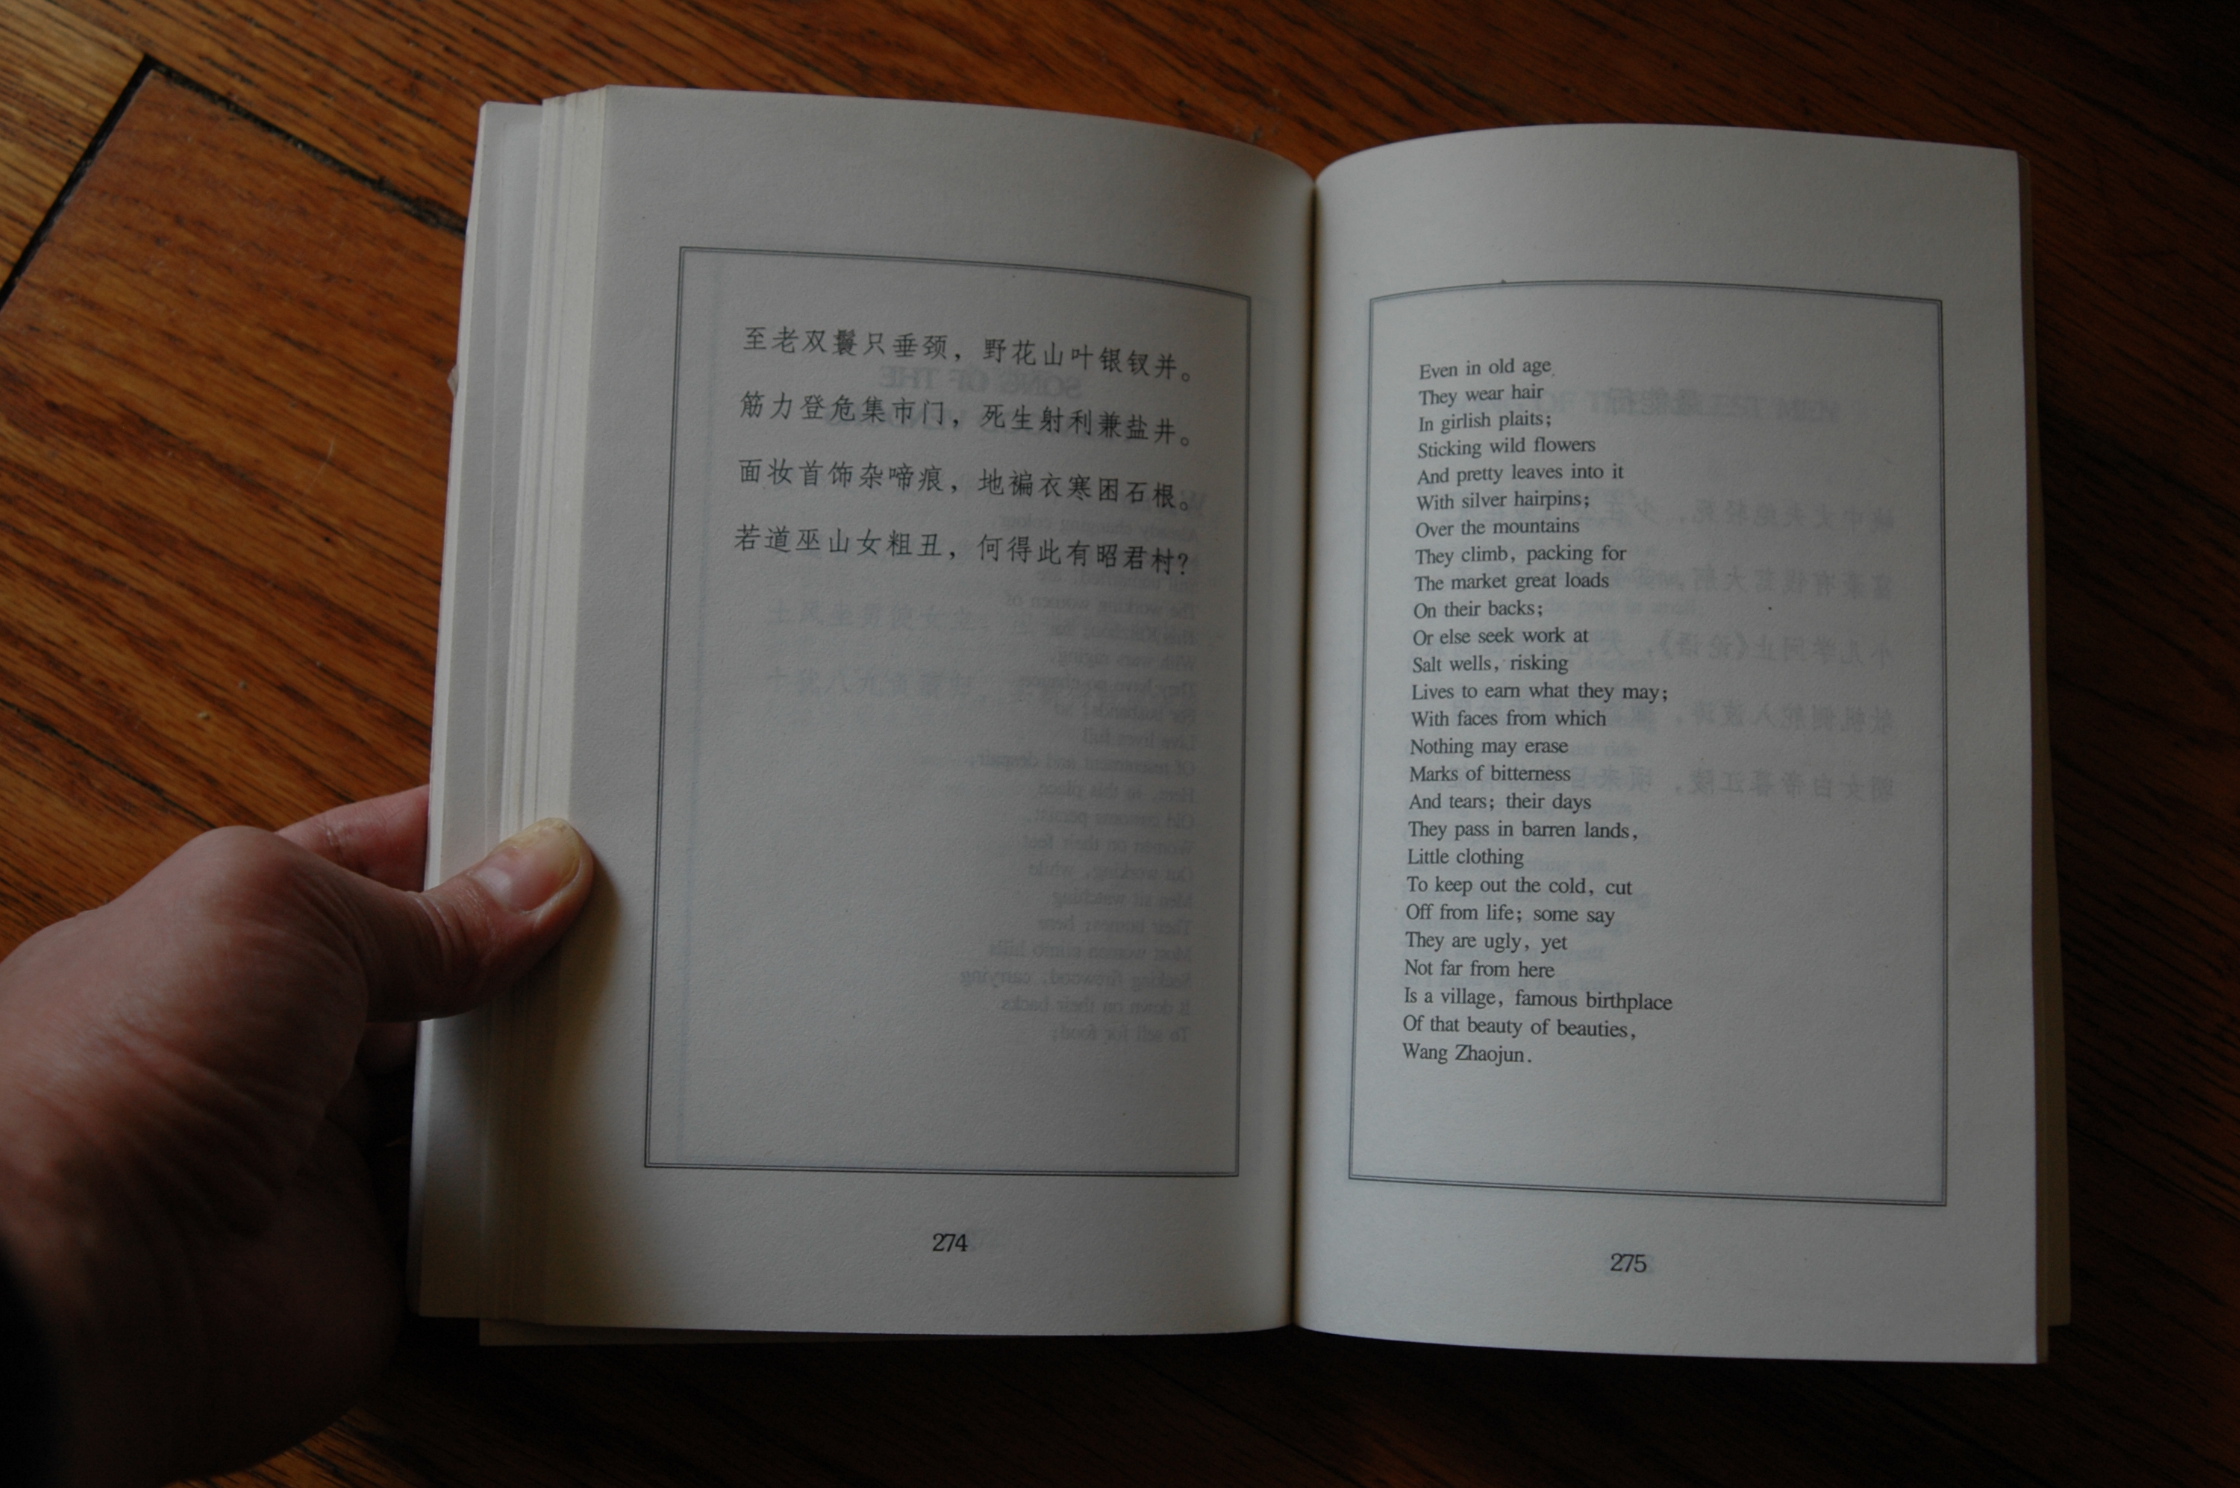 至老双鬟只垂颈，野花山叶银钗并。
筋力登危集市门，死生射利兼盐井。
面妆首饰杂啼痕，地褊衣寒困石根。
若道巫山女粗丑，何得此有昭君村？
274
Even in old age
They wear hair
In girlish plaits;
Sticking wild flowers
And pretty leaves into it
With silver hairpins;
Over the mountains
They climb, packing for
The market great loads
On their backs;
Or else seek work at
Salt wells, risking
Lives to earn what they may;
With faces from which
Nothing may erase
Marks of bitterness
And tears; their days
They pass in barren lands,
Little clothing
To keep out the cold, cut
Off from life; some say
They are ugly, yet
Not far from here
Is a village, famous birthplace
Of that beauty of beauties,
Wang Zhaojun.
275